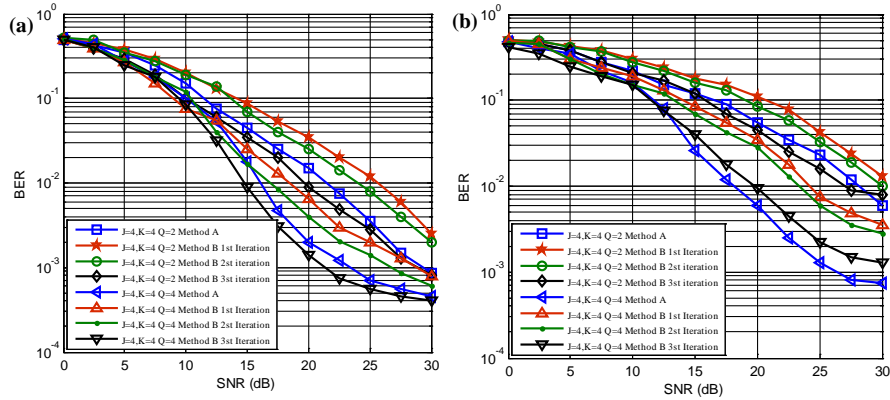 (a)
BER
10^0
10^-1
10^-2
10^-3
10^-4
J=4,K=4 Q=2 Method A
J=4,K=4 Q=2 Method B 1st Iteration
J=4,K=4 Q=2 Method B 2st iteration
J=4,K=4 Q=2 Method B 3st iteration
J=4,K=4 Q=4 Method A
J=4,K=4 Q=4 Method B 1st Iteration
J=4,K=4 Q=4 Method B 2st Iteration
J=4,K=4 Q=4 Method B 3st Iteration
0 5 10 15 20 25 30
SNR (dB)
(b)
BER
10^0
10^-1
10^-2
10^-3
10^-4
J=4,K=4 Q=2 Method A
J=4,K=4 Q=2 Method B 1st Iteration
J=4,K=4 Q=2 Method B 2st iteration
J=4,K=4 Q=2 Method B 3st iteration
J=4,K=4 Q=4 Method A
J=4,K=4 Q=4 Method B 1st Iteration
J=4,K=4 Q=4 Method B 2st Iteration
J=4,K=4 Q=4 Method B 3st Iteration
0 5 10 15 20 25 30
SNR (dB)